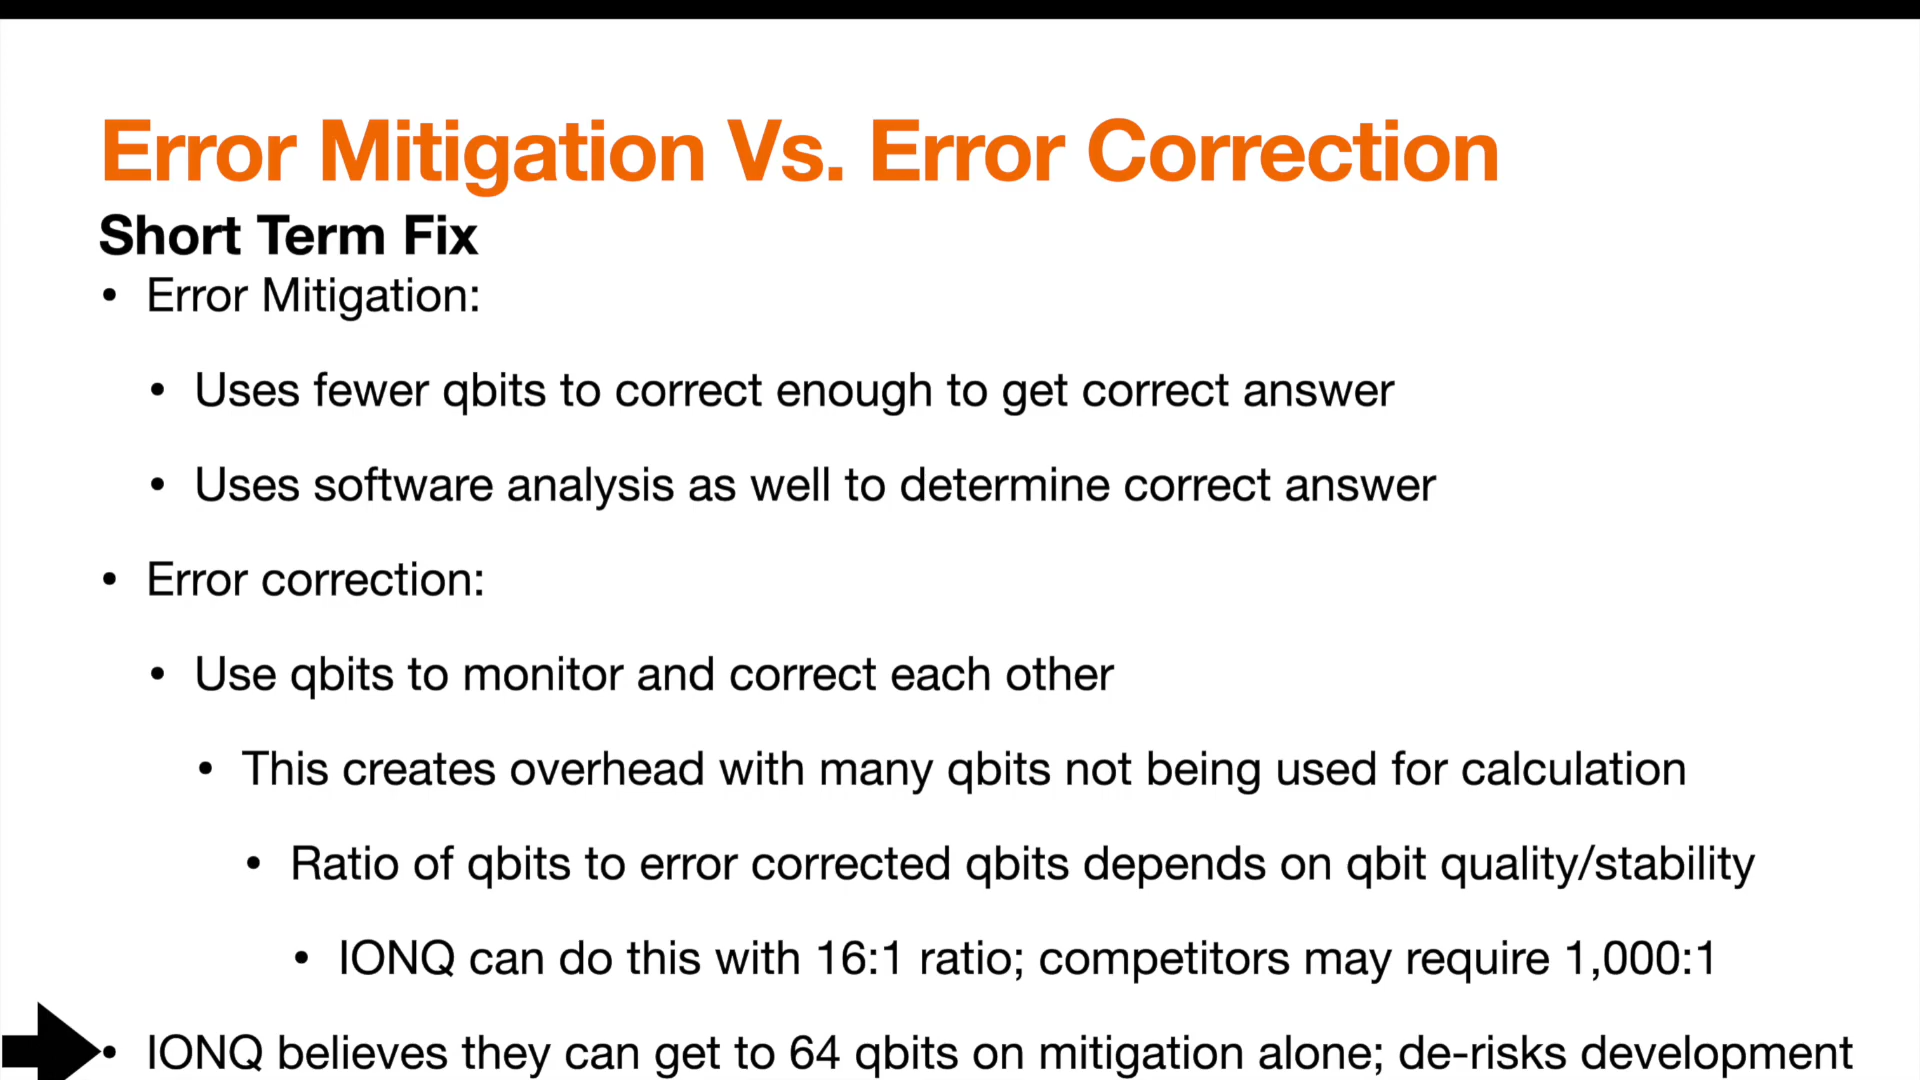 Error Mitigation Vs. Error Correction
Short Term Fix
• Error Mitigation:
• Uses fewer qbits to correct enough to get correct answer
• Uses software analysis as well to determine correct answer
• Error correction:
• Use qbits to monitor and correct each other
• This creates overhead with many qbits not being used for calculation
• Ratio of qbits to error corrected qbits depends on qbit quality/stability
• IONQ can do this with 16:1 ratio; competitors may require 1,000:1
• IONQ believes they can get to 64 qbits on mitigation alone; de-risks development